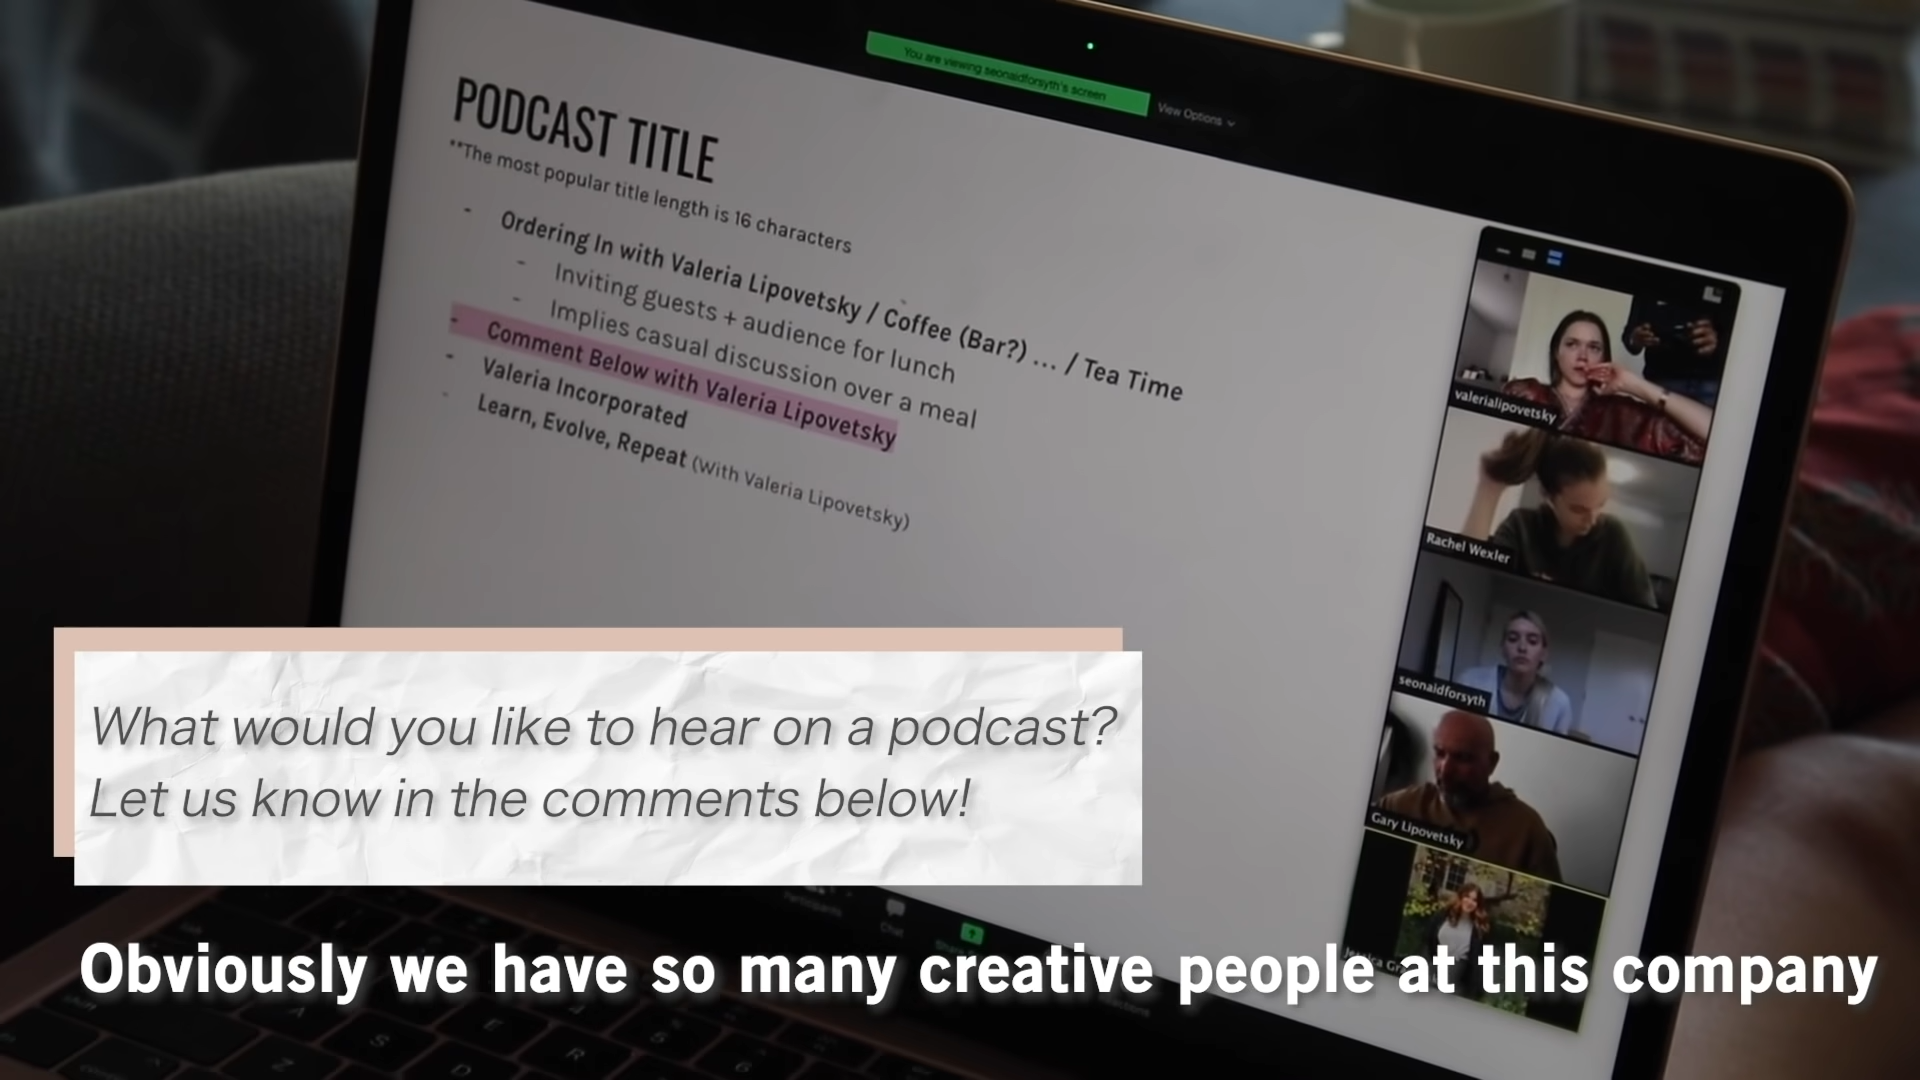 You are viewing seonaidforsyth's screen
View Options
PODCAST TITLE
**The most popular title length is 16 characters
- Ordering In with Valeria Lipovetsky / Coffee (Bar?) ... / Tea Time
- Inviting guests + audience for lunch
- Implies casual discussion over a meal
- Comment Below with Valeria Lipovetsky
- Valeria Incorporated
- Learn, Evolve, Repeat (With Valeria Lipovetsky)
valerialipovetsky
Rachel Wexler
seonaidforsyth
Gary Lipovetsky
What would you like to hear on a podcast?
Let us know in the comments below!
Participants
Chat
Obviously we have so many creative people at this company
A
S
D
E
R
Z